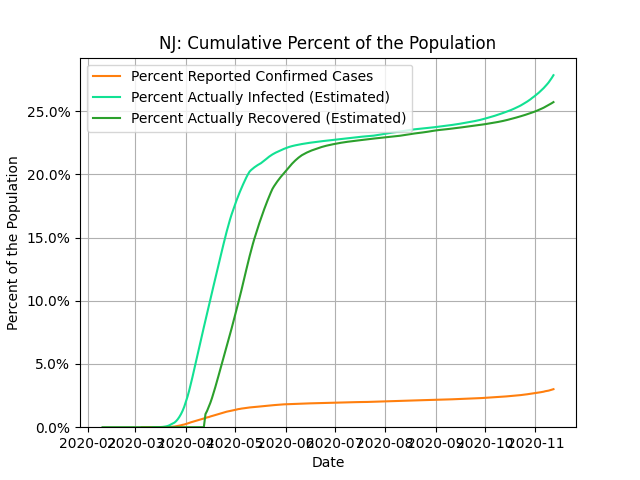 NJ: Cumulative Percent of the Population
Percent Reported Confirmed Cases
Percent Actually Infected (Estimated)
Percent Actually Recovered (Estimated)
Percent of the Population
25.0%
20.0%
15.0%
10.0%
5.0%
0.0%
2020-02 2020-03 2020-04 2020-05 2020-06 2020-07 2020-08 2020-09 2020-10 2020-11
Date